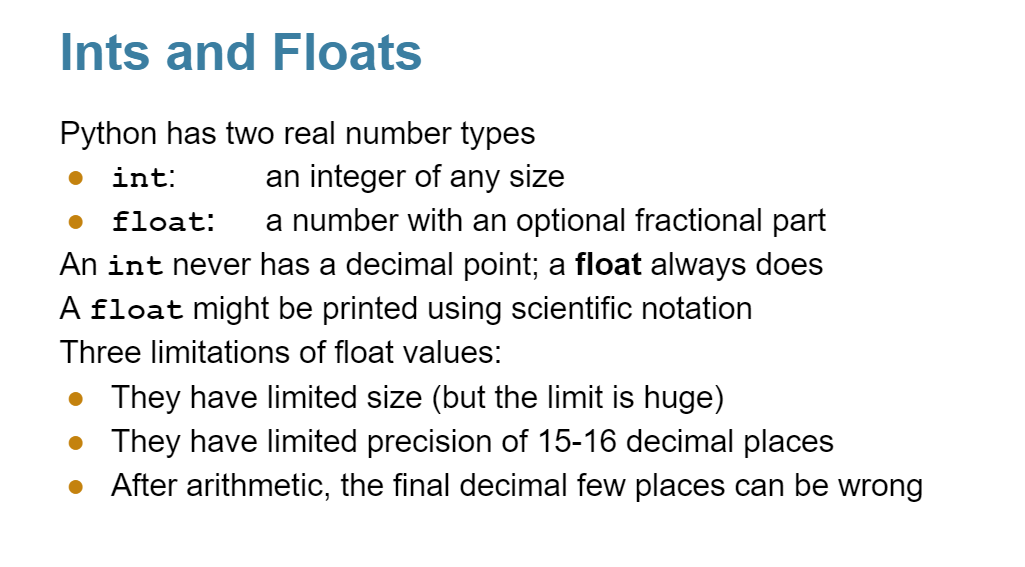 Ints and Floats
Python has two real number types
● int: an integer of any size
● float: a number with an optional fractional part
An int never has a decimal point; a float always does
A float might be printed using scientific notation
Three limitations of float values:
● They have limited size (but the limit is huge)
● They have limited precision of 15-16 decimal places
● After arithmetic, the final decimal few places can be wrong